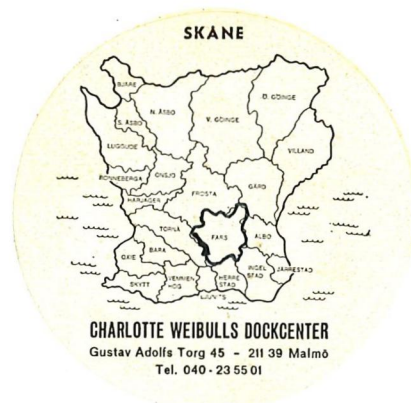 SKÅNE
BJÄRE
N. ÅSBO
V. GÖINGE
Ö. GÖINGE
S. ÅSBO
LUGGUDE
VILLAND
RÖNNEBERGA
ONSJÖ
FROSTA
GÄRD
HARJAGER
TORNA
FÄRS
ALBO
BARA
OXIE
SKYTT
VEMMEN
HÖG
HERRE
STAD
INGEL
STAD
JÄRRESTAD
LJUNITS
CHARLOTTE WEIBULLS DOCKCENTER
Gustav Adolfs Torg 45 - 211 39 Malmö
Tel. 040 - 23 55 01